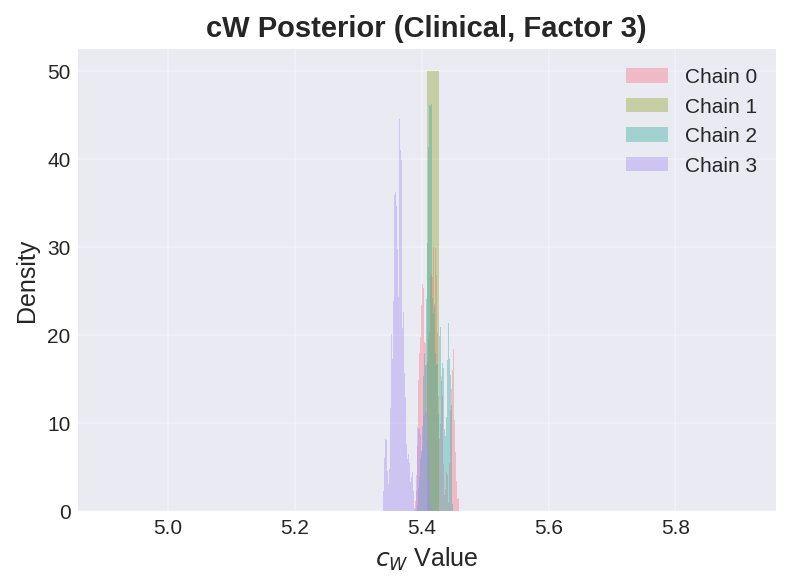 cW Posterior (Clinical, Factor 3)
50
40
30
20
10
0
Density
Chain 0
Chain 1
Chain 2
Chain 3
5.0 5.2 5.4 5.6 5.8
c_W Value